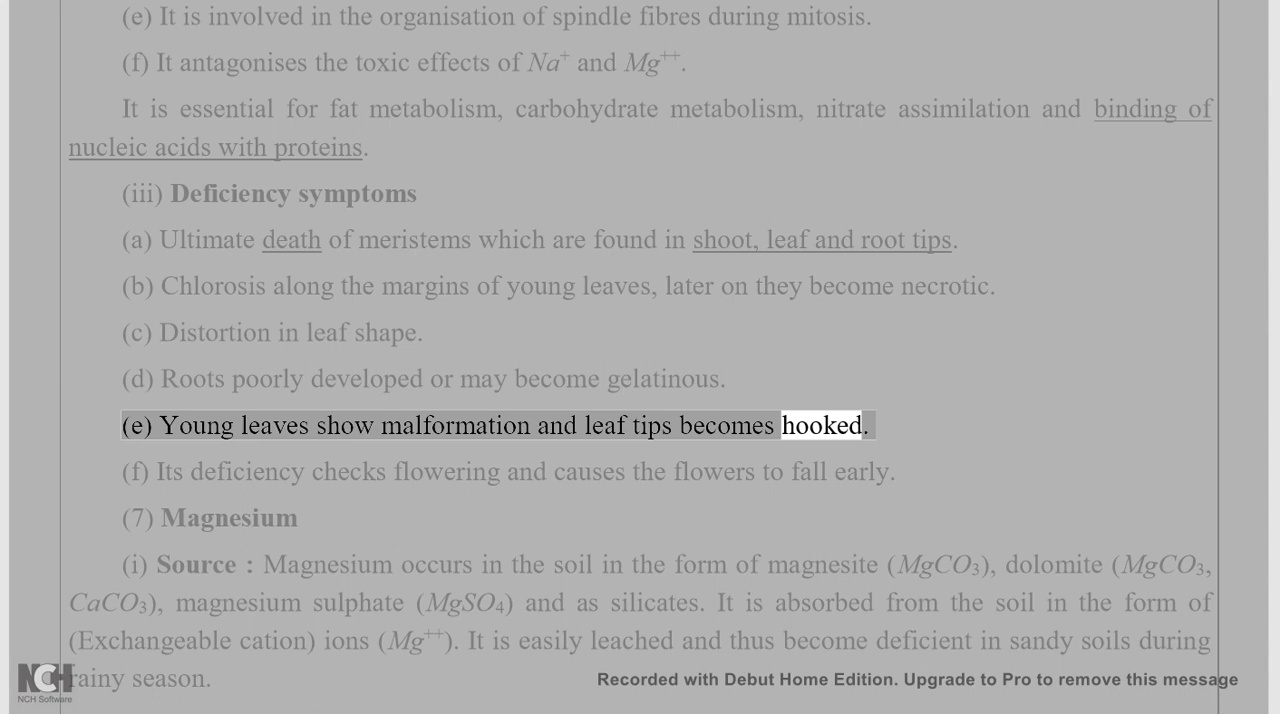 (e) It is involved in the organisation of spindle fibres during mitosis.
(f) It antagonises the toxic effects of Na+ and Mg++.
It is essential for fat metabolism, carbohydrate metabolism, nitrate assimilation and binding of
nucleic acids with proteins.
(iii) Deficiency symptoms
(a) Ultimate death of meristems which are found in shoot, leaf and root tips.
(b) Chlorosis along the margins of young leaves, later on they become necrotic.
(c) Distortion in leaf shape.
(d) Roots poorly developed or may become gelatinous.
(e) Young leaves show malformation and leaf tips becomes hooked.
(f) Its deficiency checks flowering and causes the flowers to fall early.
(7) Magnesium
(i) Source : Magnesium occurs in the soil in the form of magnesite (MgCO3), dolomite (MgCO3,
CaCO3), magnesium sulphate (MgSO4) and as silicates. It is absorbed from the soil in the form of
(Exchangeable cation) ions (Mg++). It is easily leached and thus become deficient in sandy soils during
rainy season.
NCH
NCH Software
Recorded with Debut Home Edition. Upgrade to Pro to remove this message